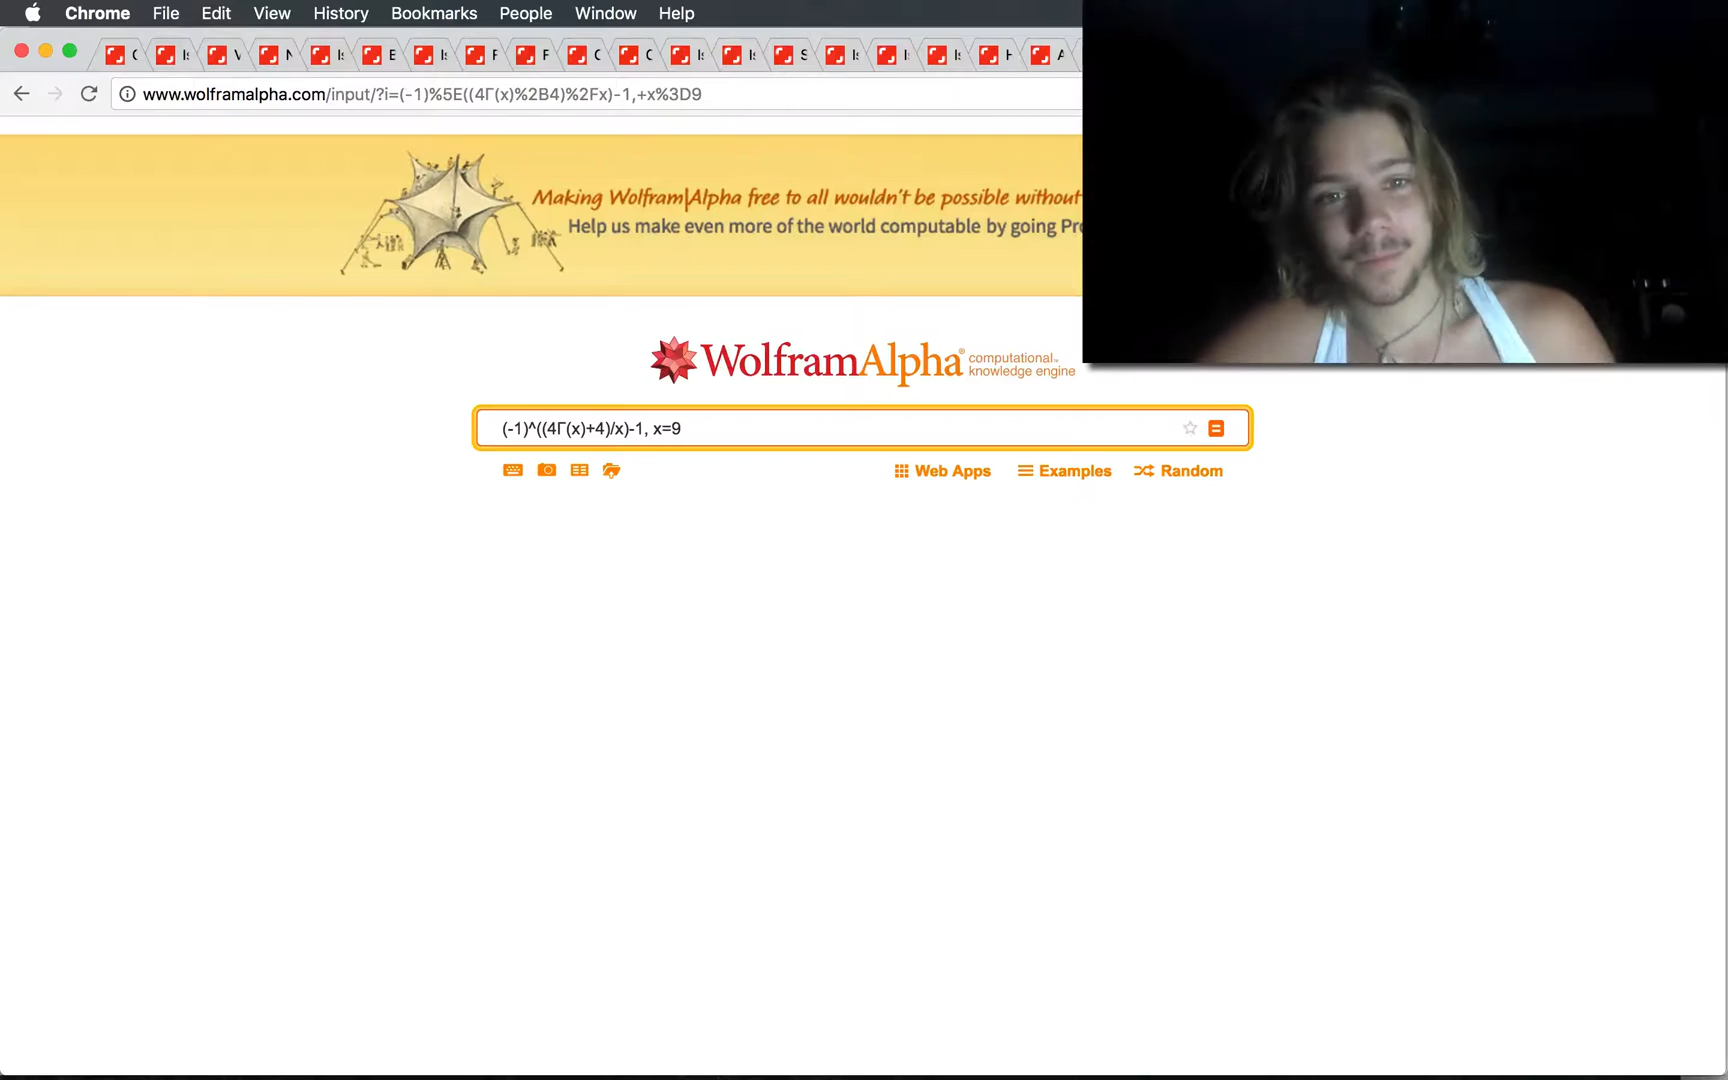 Chrome File Edit View History Bookmarks People Window Help
www.wolframalpha.com/input/?i=(-1)%5E((4Γ(x)%2B4)%2Fx)-1,+x%3D9
Making Wolfram|Alpha free to all wouldn't be possible without
Help us make even more of the world computable by going Pro
WolframAlpha® computational™
knowledge engine
(-1)^((4Γ(x)+4)/x)-1, x=9
Web Apps Examples Random